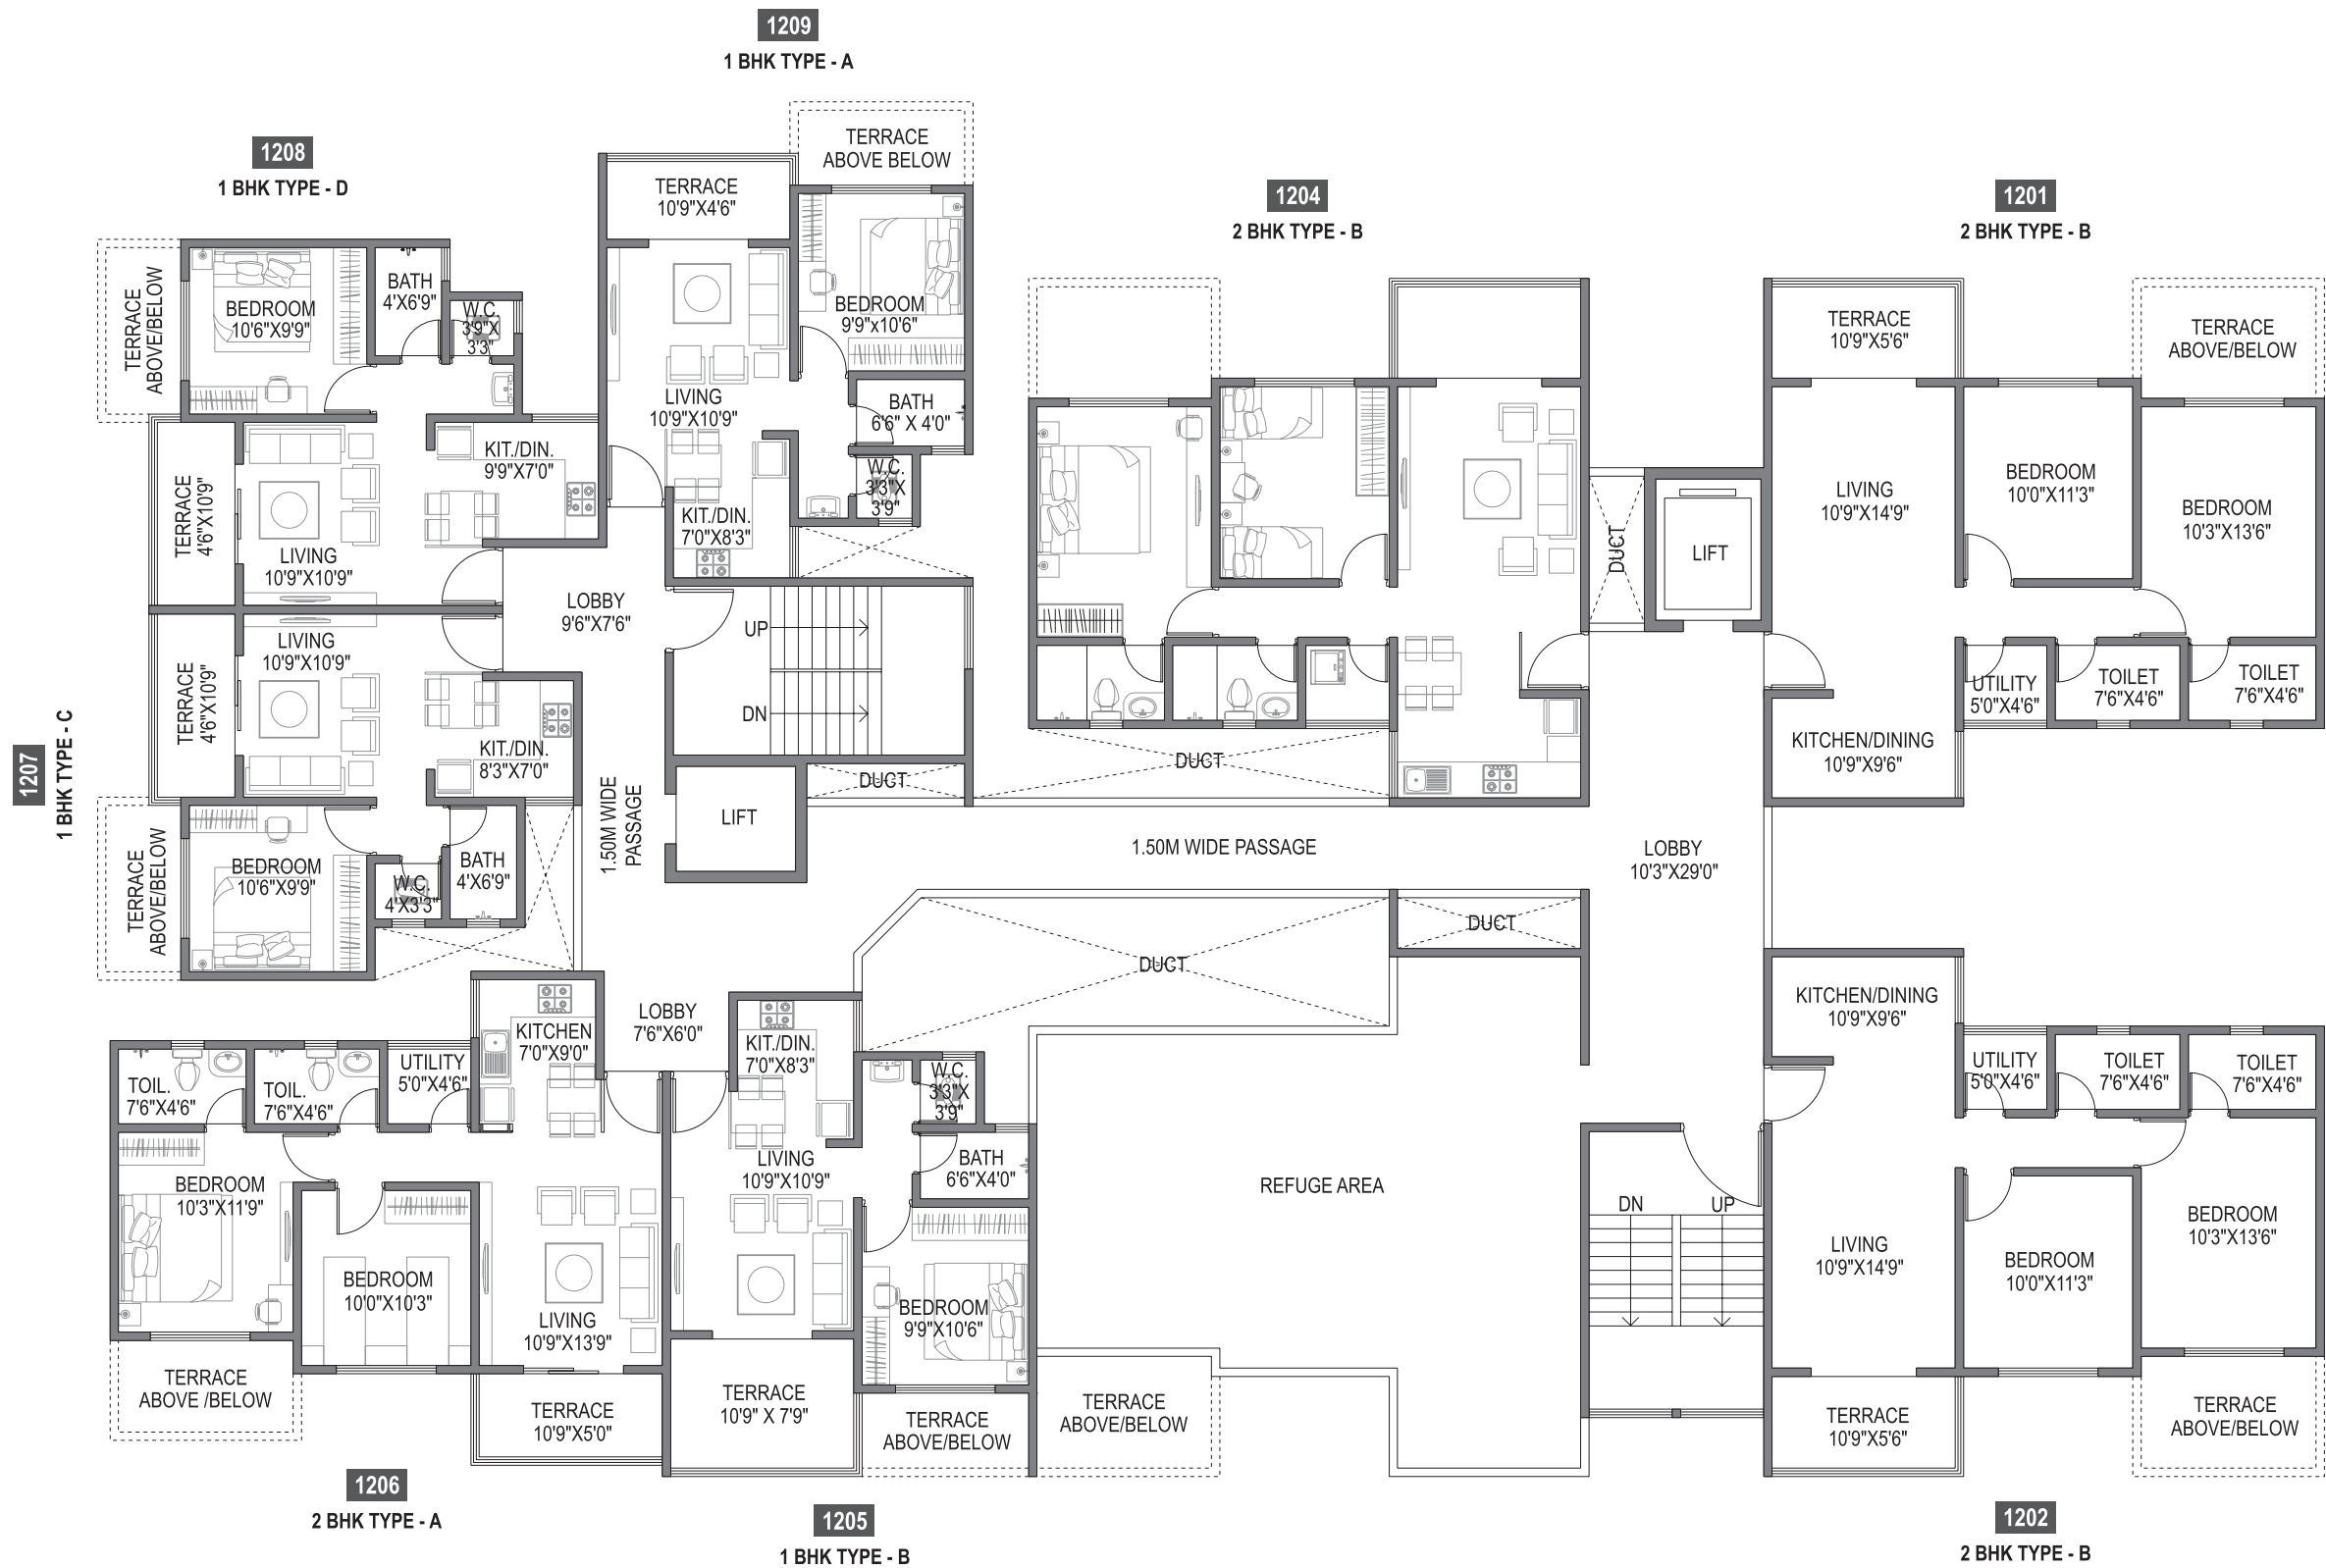 1209
1 BHK TYPE - A
TERRACE
ABOVE BELOW
TERRACE
10'9"X4'6"
BEDROOM
9'9"x10'6"
LIVING
10'9"X10'9"
BATH
6'6" X 4'0"
W.C.
3'3"X
3'9"
KIT./DIN.
7'0"X8'3"
1208
1 BHK TYPE - D
TERRACE
ABOVE/BELOW
BEDROOM
10'6"X9'9"
BATH
4'X6'9"
W.C.
3'9"X
3'3"
KIT./DIN.
9'9"X7'0"
TERRACE
4'6"X10'9"
LIVING
10'9"X10'9"
LOBBY
9'6"X7'6"
UP
DN
1207
1 BHK TYPE - C
LIVING
10'9"X10'9"
TERRACE
4'6"X10'9"
KIT./DIN.
8'3"X7'0"
TERRACE
ABOVE/BELOW
BEDROOM
10'6"X9'9"
W.C.
4'X3'3"
BATH
4'X6'9"
1.50M WIDE
PASSAGE
LIFT
DUCT
1204
2 BHK TYPE - B
DUCT
DUCT
LIFT
1201
2 BHK TYPE - B
TERRACE
10'9"X5'6"
TERRACE
ABOVE/BELOW
LIVING
10'9"X14'9"
BEDROOM
10'0"X11'3"
BEDROOM
10'3"X13'6"
UTILITY
5'0"X4'6"
TOILET
7'6"X4'6"
TOILET
7'6"X4'6"
KITCHEN/DINING
10'9"X9'6"
1.50M WIDE PASSAGE
LOBBY
10'3"X29'0"
DUCT
DUCT
LOBBY
7'6"X6'0"
KITCHEN
7'0"X9'0"
UTILITY
5'0"X4'6"
TOIL.
7'6"X4'6"
TOIL.
7'6"X4'6"
BEDROOM
10'3"X11'9"
BEDROOM
10'0"X10'3"
LIVING
10'9"X13'9"
TERRACE
ABOVE /BELOW
TERRACE
10'9"X5'0"
1206
2 BHK TYPE - A
KIT./DIN.
7'0"X8'3"
W.C.
3'3"X
3'9"
BATH
6'6"X4'0"
LIVING
10'9"X10'9"
BEDROOM
9'9"X10'6"
TERRACE
10'9" X 7'9"
TERRACE
ABOVE/BELOW
1205
1 BHK TYPE - B
REFUGE AREA
TERRACE
ABOVE/BELOW
DN
UP
KITCHEN/DINING
10'9"X9'6"
UTILITY
5'0"X4'6"
TOILET
7'6"X4'6"
TOILET
7'6"X4'6"
LIVING
10'9"X14'9"
BEDROOM
10'0"X11'3"
BEDROOM
10'3"X13'6"
TERRACE
10'9"X5'6"
TERRACE
ABOVE/BELOW
1202
2 BHK TYPE - B